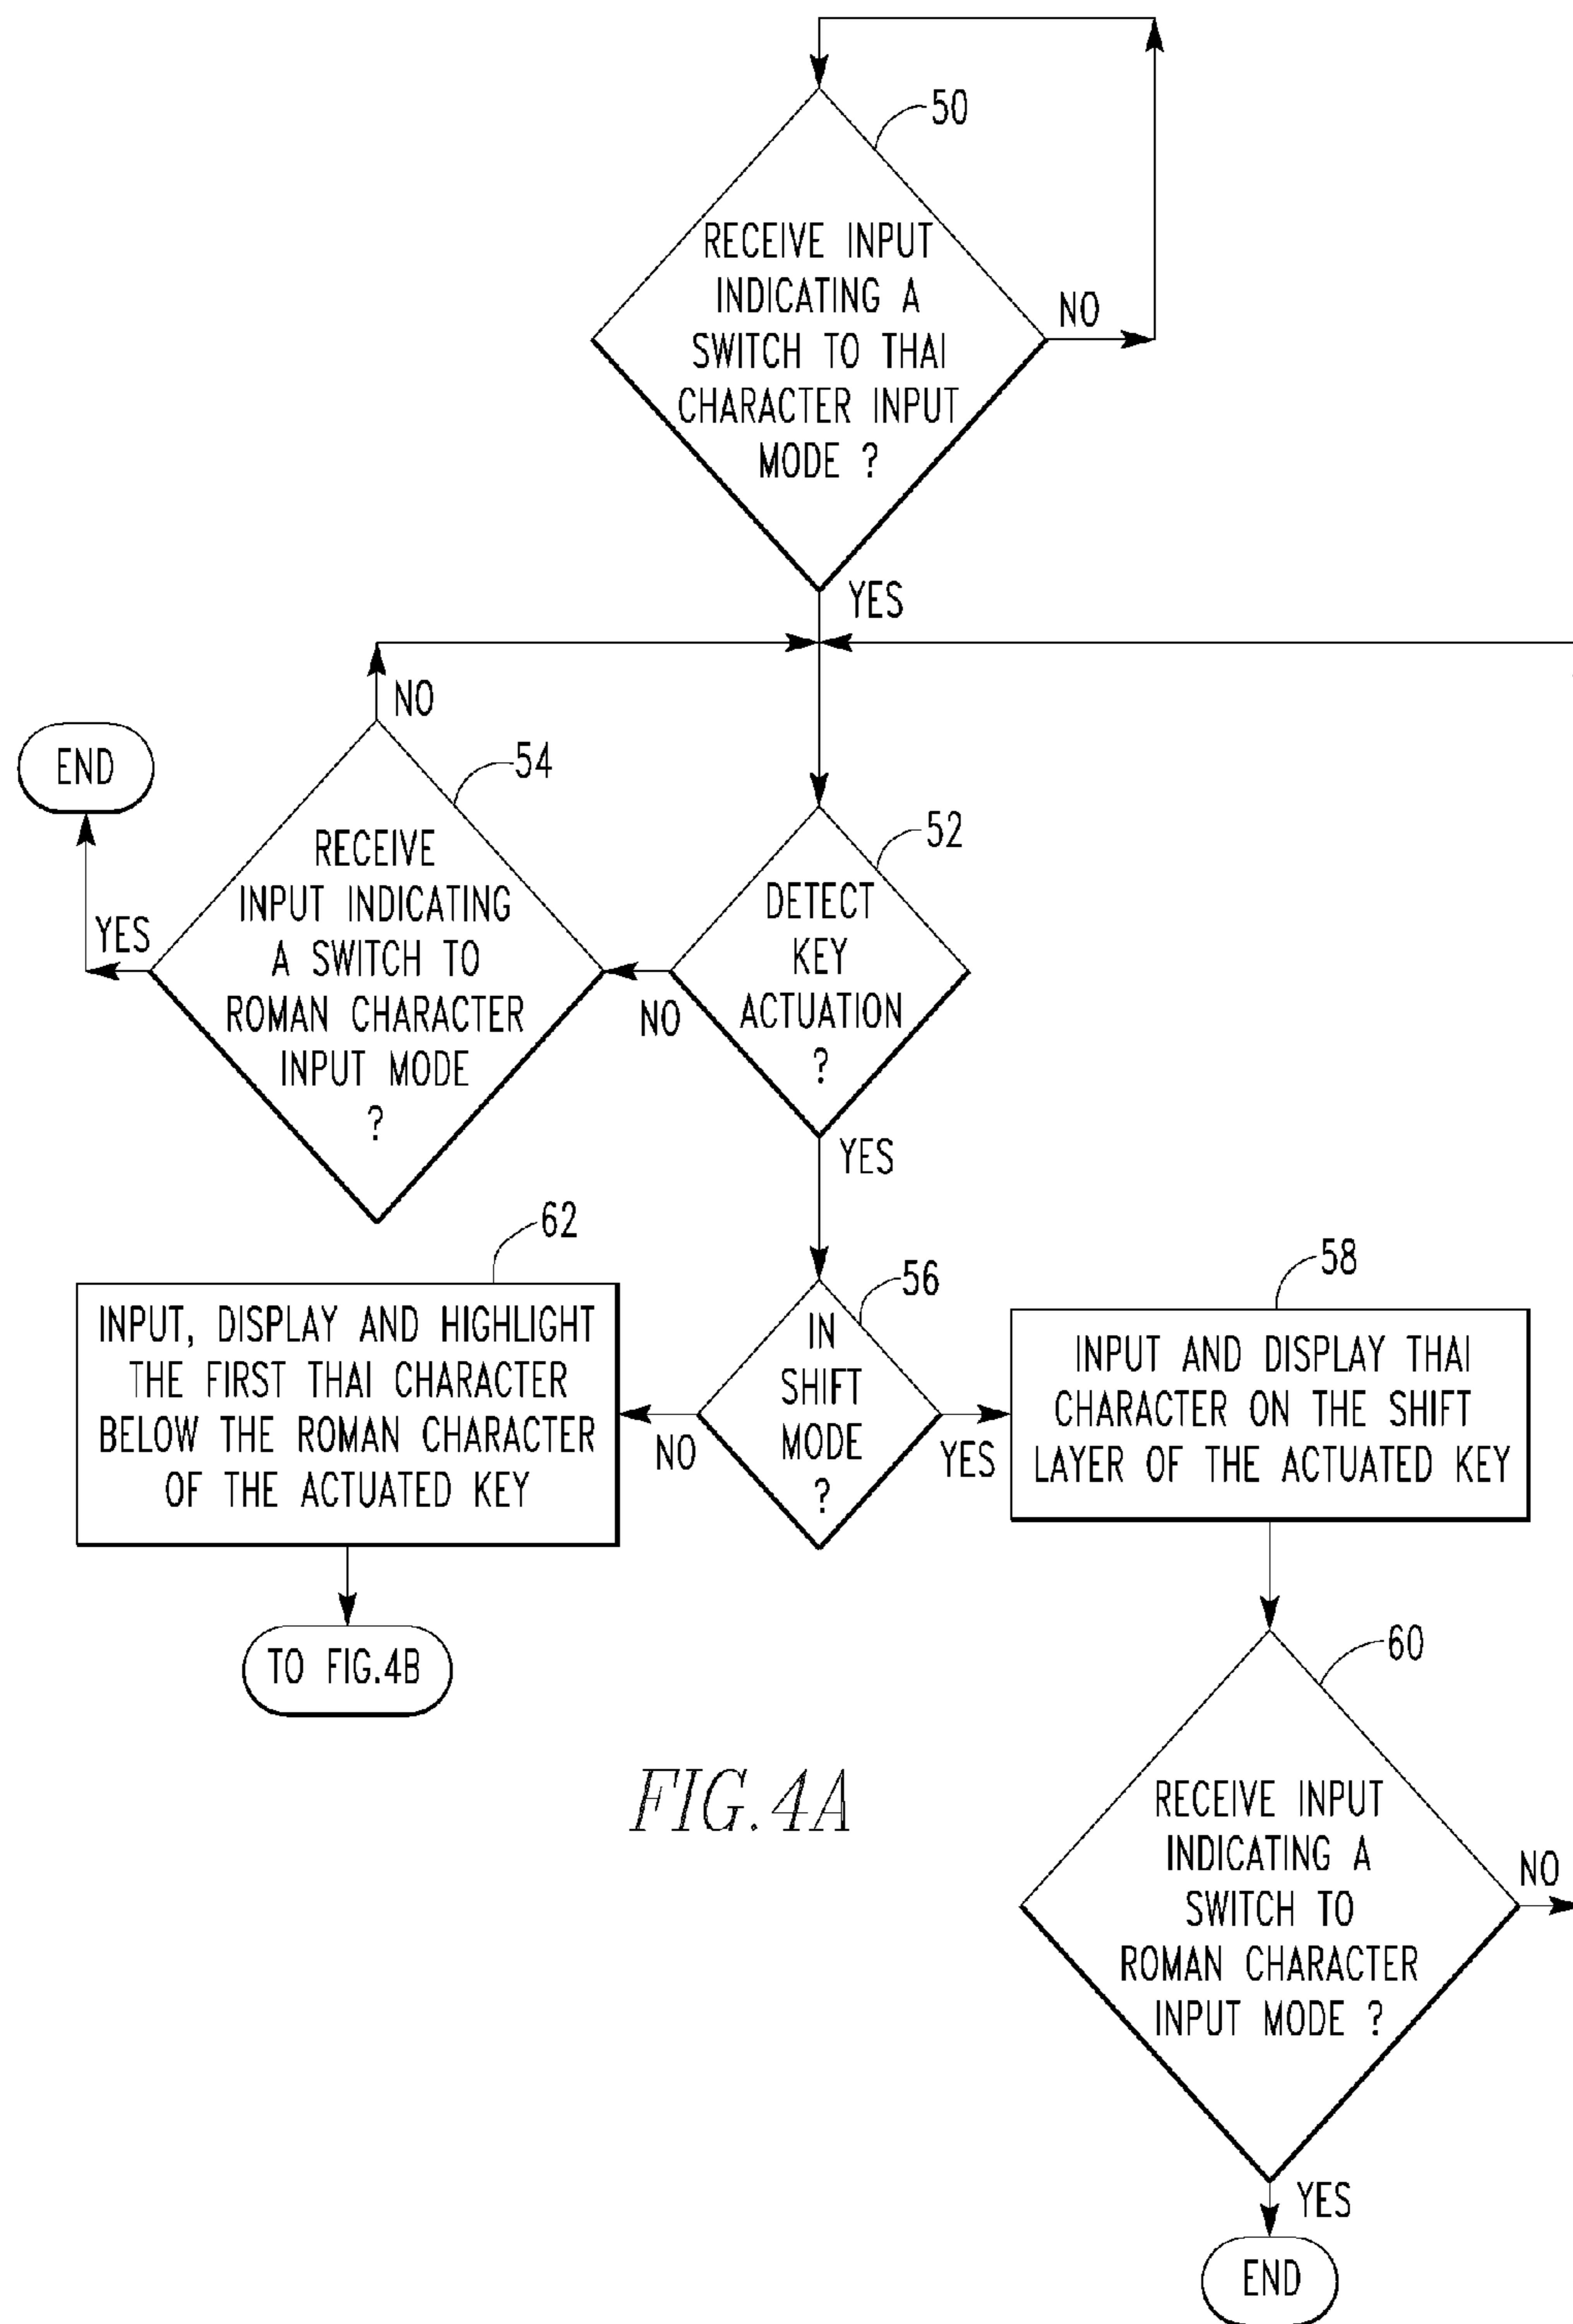 50
RECEIVE INPUT
INDICATING A
SWITCH TO THAI
CHARACTER INPUT
MODE ?
NO
YES
NO
END
54
52
RECEIVE
INPUT INDICATING
A SWITCH TO
ROMAN CHARACTER
INPUT MODE
?
YES
DETECT
KEY
ACTUATION
?
NO
YES
62
56
58
INPUT, DISPLAY AND HIGHLIGHT
THE FIRST THAI CHARACTER
BELOW THE ROMAN CHARACTER
OF THE ACTUATED KEY
IN
SHIFT
MODE
?
NO
YES
INPUT AND DISPLAY THAI
CHARACTER ON THE SHIFT
LAYER OF THE ACTUATED KEY
TO FIG.4B
60
FIG.4A
RECEIVE INPUT
INDICATING A
SWITCH TO
ROMAN CHARACTER
INPUT MODE ?
NO
YES
END